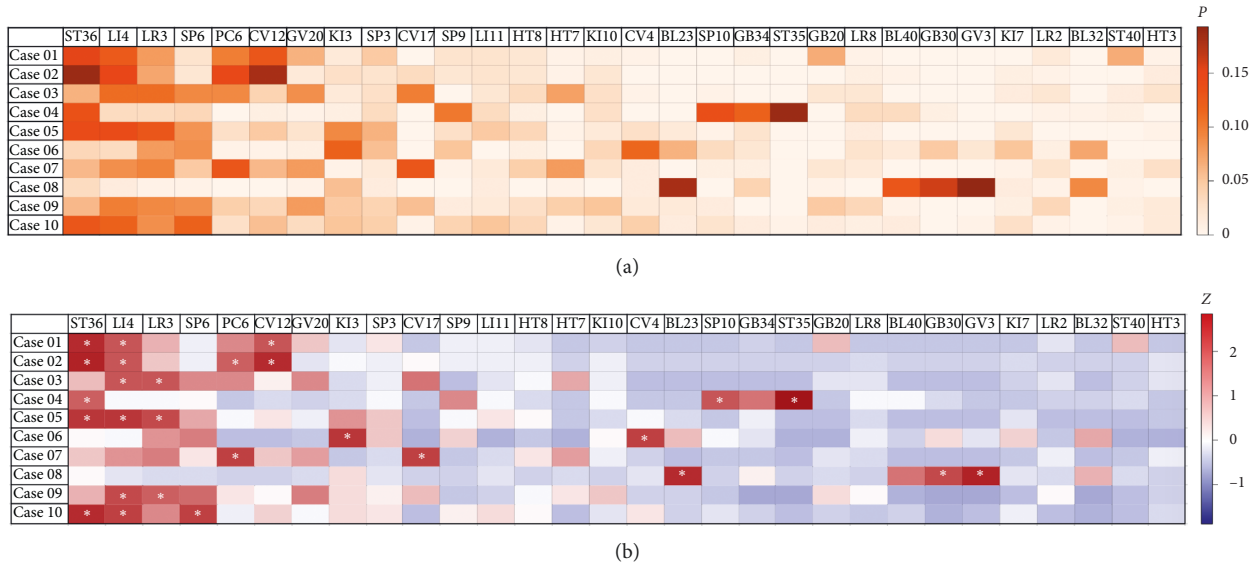 P
ST36 LI4 LR3 SP6 PC6 CV12 GV20 KI3 SP3 CV17 SP9 LI11 HT8 HT7 KI10 CV4 BL23 SP10 GB34 ST35 GB20 LR8 BL40 GB30 GV3 KI7 LR2 BL32 ST40 HT3
Case 01
Case 02 0.15
Case 03
Case 04 0.10
Case 05
Case 06
Case 07 0.05
Case 08
Case 09
Case 10 0
(a)
Z
ST36 LI4 LR3 SP6 PC6 CV12 GV20 KI3 SP3 CV17 SP9 LI11 HT8 HT7 KI10 CV4 BL23 SP10 GB34 ST35 GB20 LR8 BL40 GB30 GV3 KI7 LR2 BL32 ST40 HT3
Case 01 * * *
Case 02 * * * * 2
Case 03 * *
Case 04 * * * 1
Case 05 * * *
Case 06 * * 0
Case 07 * *
Case 08 * * *
Case 09 * * −1
Case 10 * * *
(b)